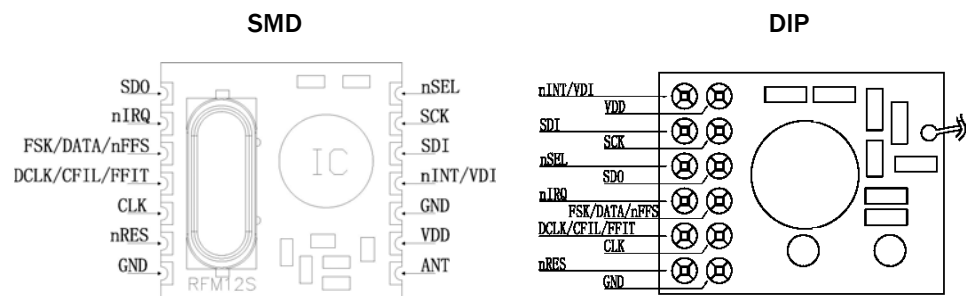 SMD
DIP
SDO
nIRQ
FSK/DATA/nFFS
DCLK/CFIL/FFIT
CLK
nRES
GND
IC
RFM12S
nSEL
SCK
SDI
nINT/VDI
GND
VDD
ANT
nINT/VDI
VDD
SDI
SCK
nSEL
SDO
nIRQ
FSK/DATA/nFFS
DCLK/CFIL/FFIT
CLK
nRES
GND